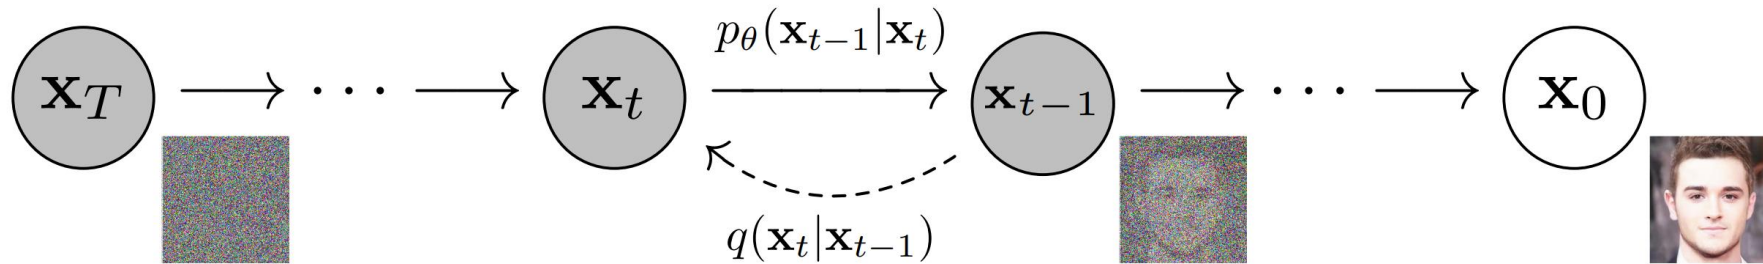 p_θ(x_{t−1}|x_t)
x_T → ··· → x_t → x_{t−1} → ··· → x_0
q(x_t|x_{t−1})